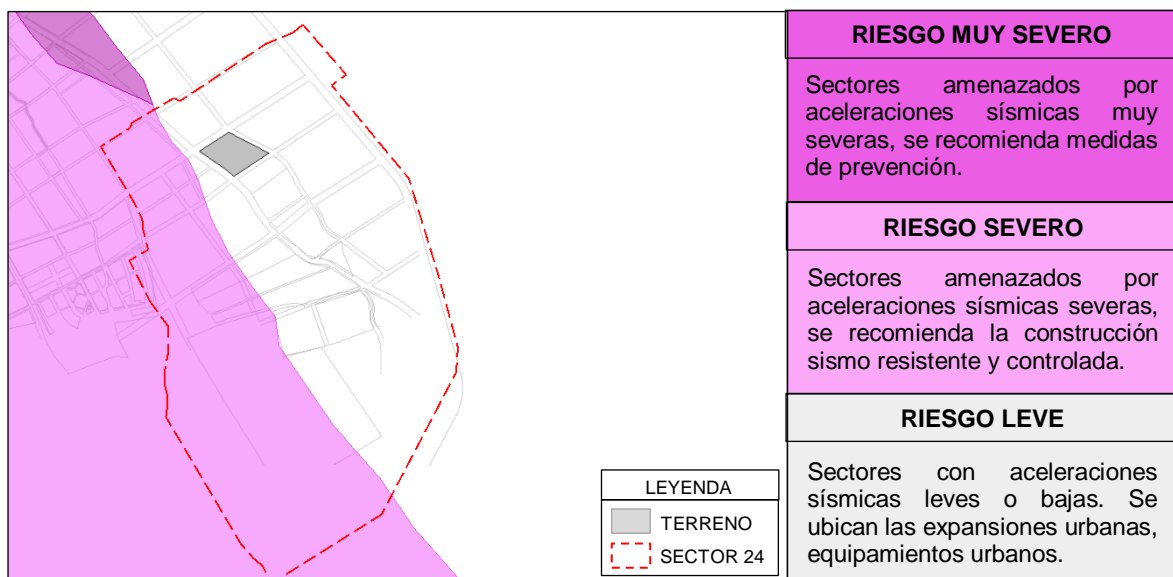 RIESGO MUY SEVERO
Sectores amenazados por
aceleraciones sísmicas muy
severas, se recomienda medidas
de prevención.
RIESGO SEVERO
Sectores amenazados por
aceleraciones sísmicas severas,
se recomienda la construcción
sismo resistente y controlada.
RIESGO LEVE
Sectores con aceleraciones
sísmicas leves o bajas. Se
ubican las expansiones urbanas,
equipamientos urbanos.
LEYENDA
TERRENO
SECTOR 24